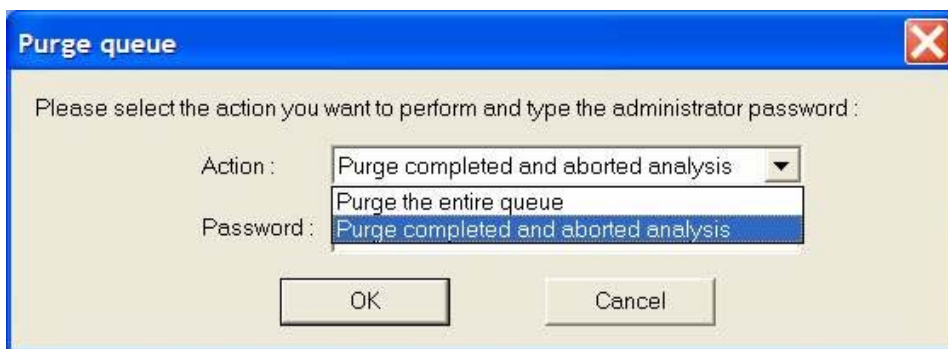 Purge queue
Please select the action you want to perform and type the administrator password :
Action : Purge completed and aborted analysis
Purge the entire queue
Password : Purge completed and aborted analysis
OK Cancel